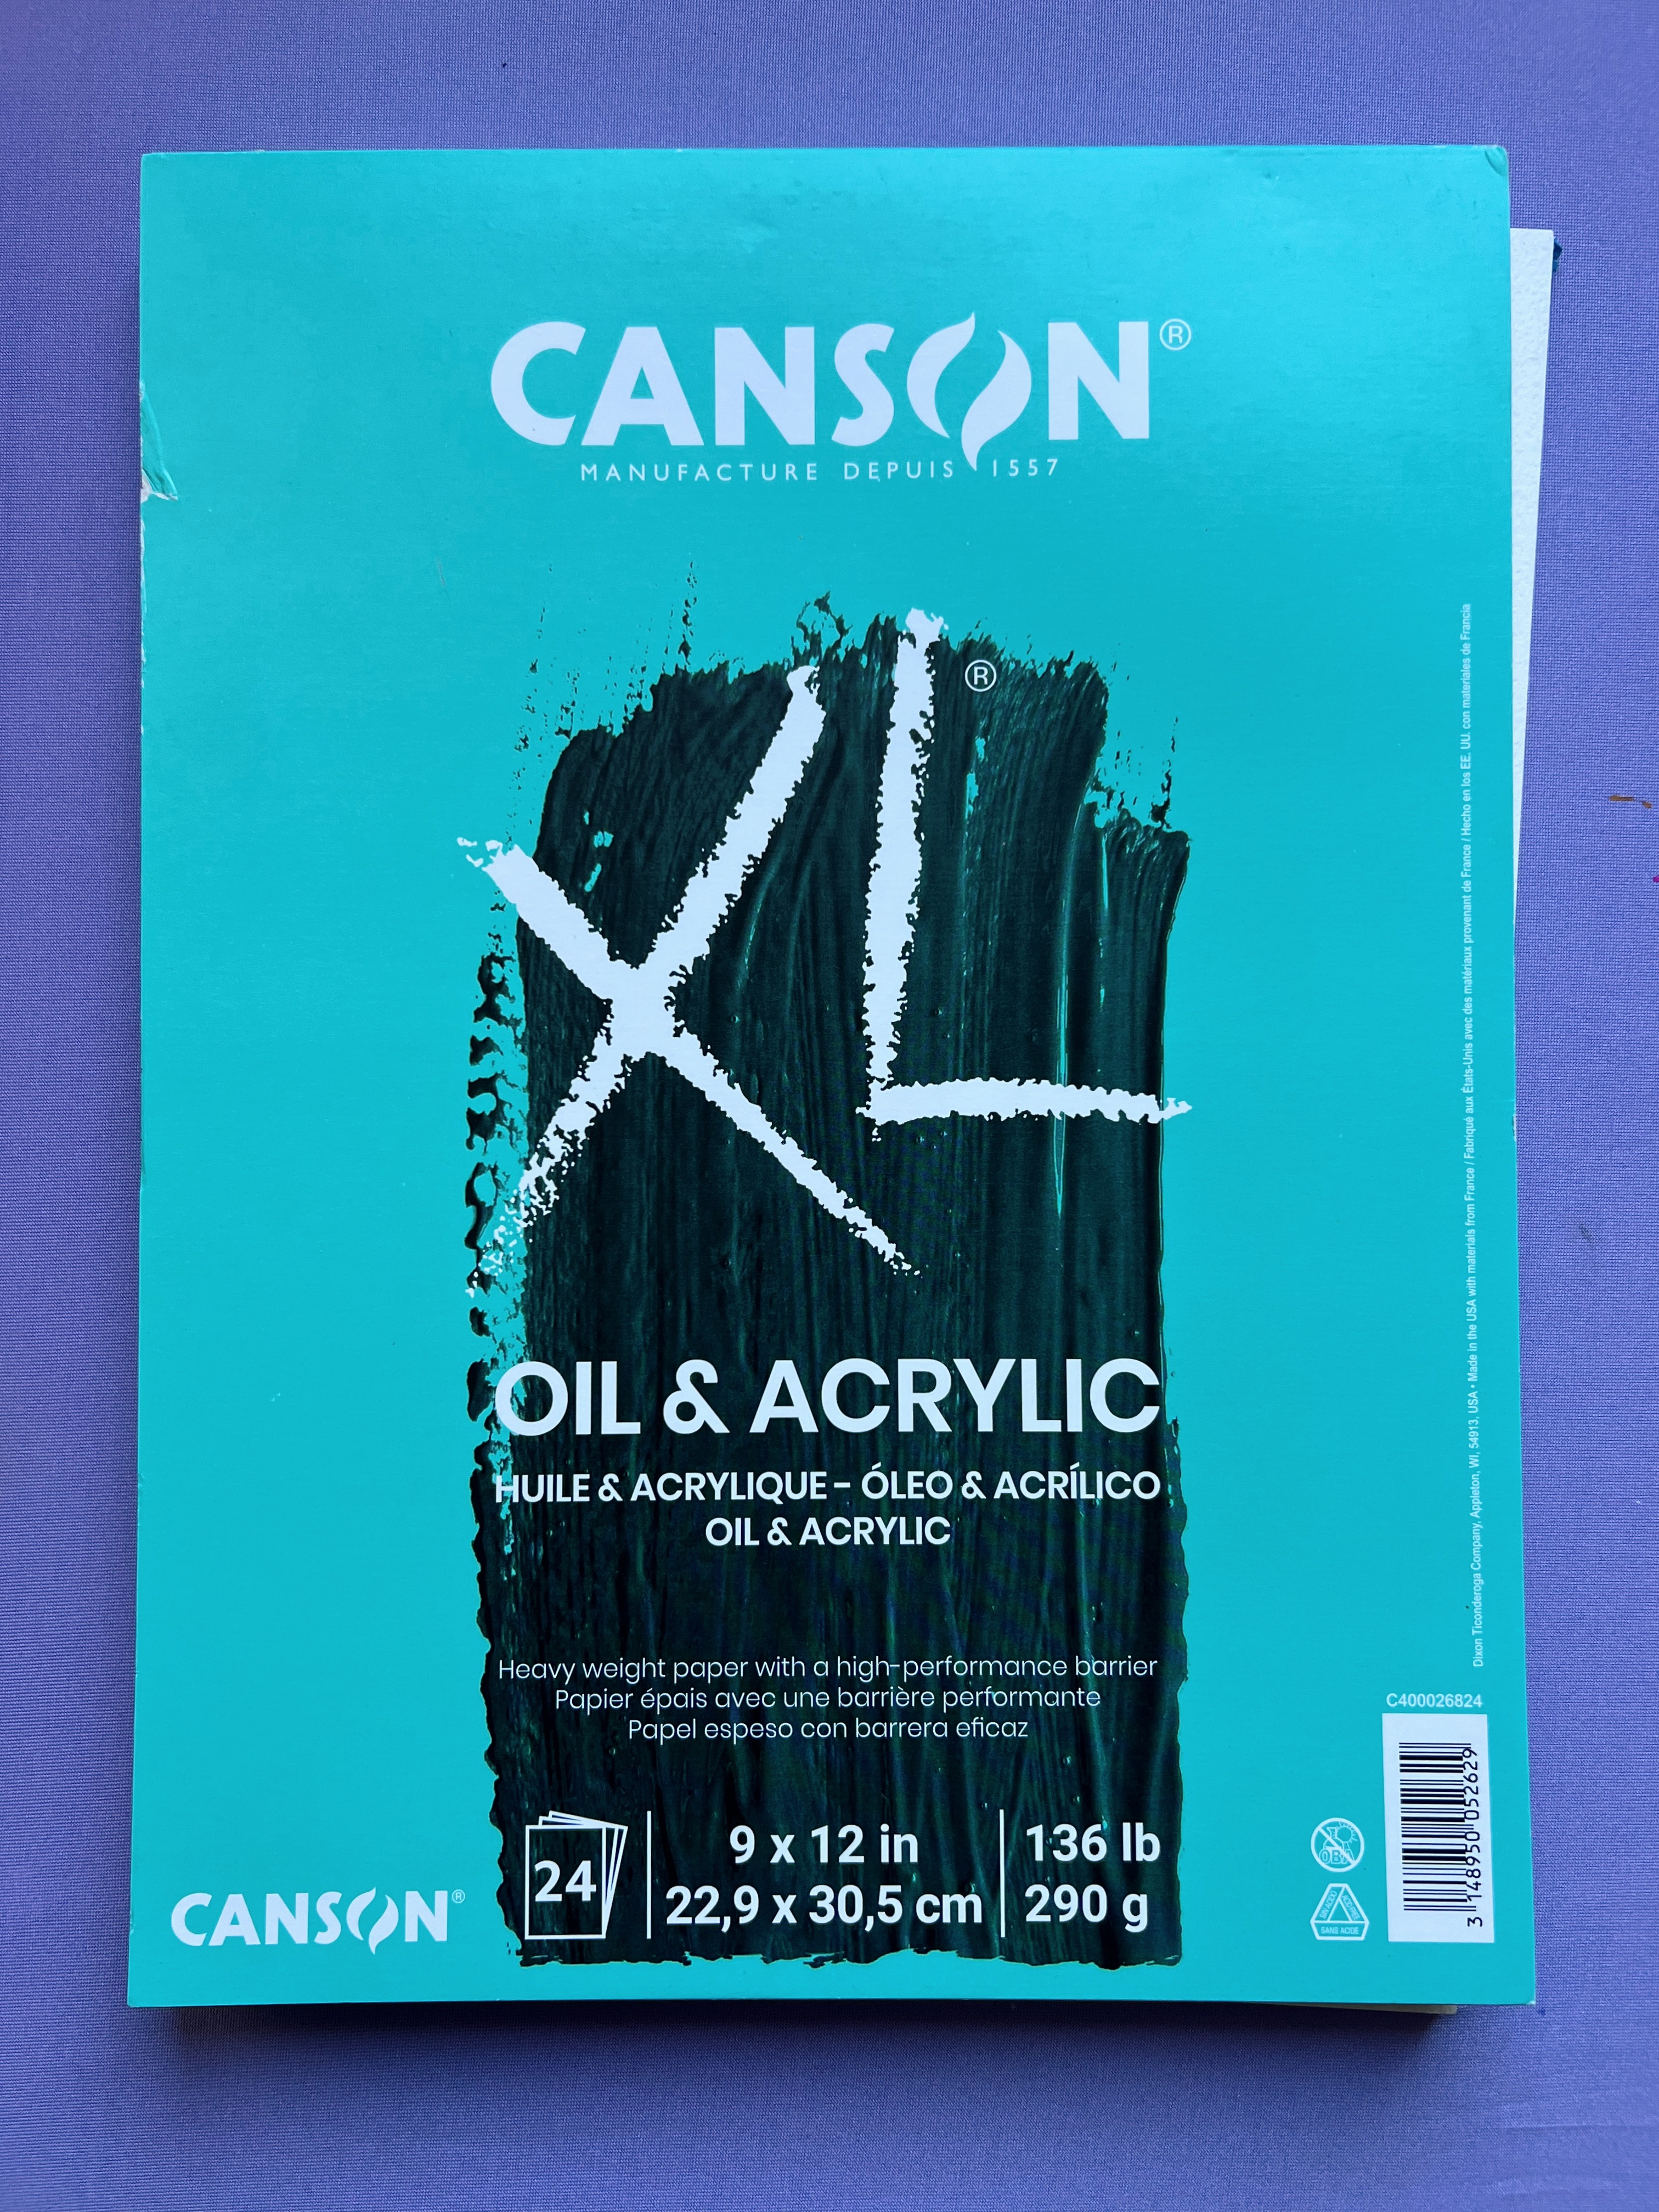 CANSON®
MANUFACTURE DEPUIS 1557
XL®
OIL & ACRYLIC
HUILE & ACRYLIQUE – ÓLEO & ACRÍLICO
OIL & ACRYLIC
Heavy weight paper with a high-performance barrier
Papier épais avec une barrière performante
Papel espeso con barrera eficaz
24
9 x 12 in
22,9 x 30,5 cm
136 lb
290 g
CANSON®
Dixon Ticonderoga Company, Appleton, WI, 54913, USA • Made in the USA with materials from France / Fabriqué aux États-Unis avec des matériaux provenant de France / Hecho en los EE. UU. con materiales de Francia
C400026824
3 148950 052629
OBA
SANS ACIDE